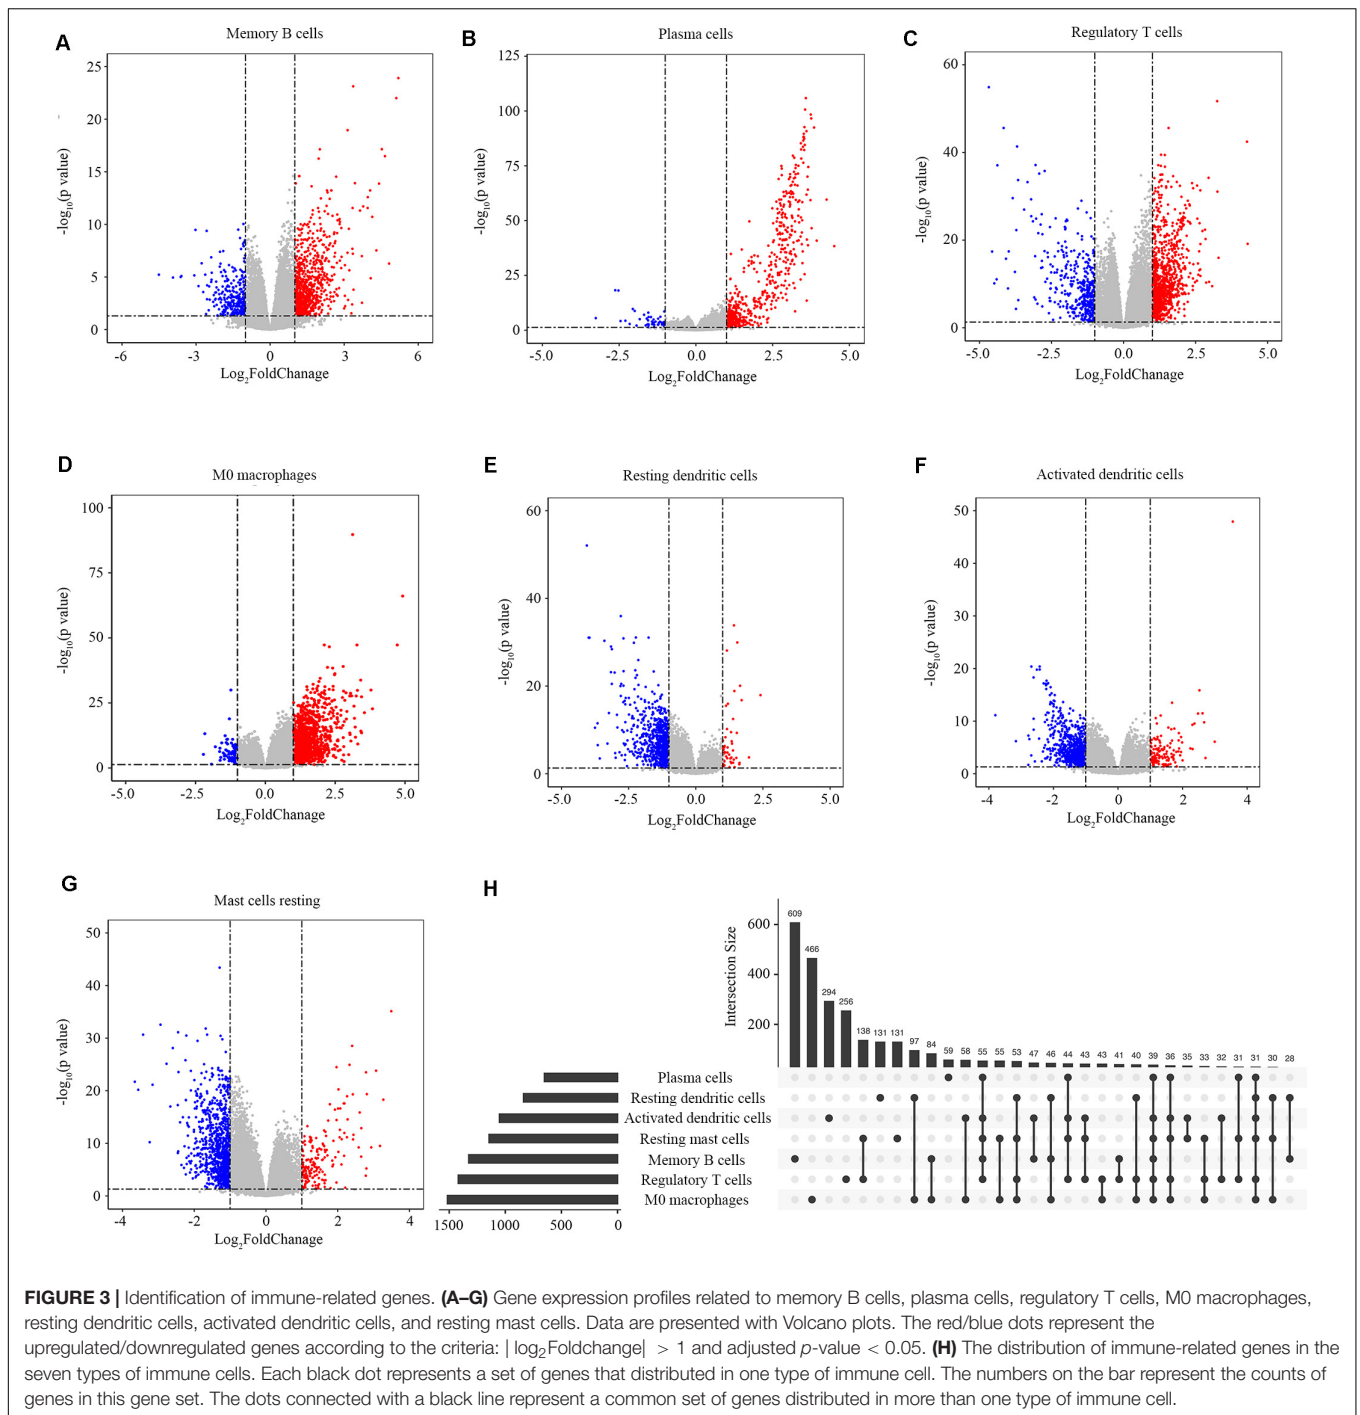 A
Memory B cells
25
20
15
10
5
0
-log10(p value)
-6
-3
0
3
6
Log2FoldChanage
B
Plasma cells
125
100
75
50
25
0
-log10(p value)
-5.0
-2.5
0.0
2.5
5.0
Log2FoldChanage
C
Regulatory T cells
60
40
20
0
-log10(p value)
-5.0
-2.5
0.0
2.5
5.0
Log2FoldChanage
D
M0 macrophages
100
75
50
25
0
-log10(p value)
-5.0
-2.5
0.0
2.5
5.0
Log2FoldChanage
E
Resting dendritic cells
60
40
20
0
-log10(p value)
-5.0
-2.5
0.0
2.5
5.0
Log2FoldChanage
F
Activated dendritic cells
50
40
30
20
10
0
-log10(p value)
-4
-2
0
2
4
Log2FoldChanage
G
Mast cells resting
50
40
30
20
10
0
-log10(p value)
-4
-2
0
2
4
Log2FoldChanage
H
Intersection Size
600
400
200
609 466 294 256 138 131 131 97 84 59 58 55 55 53 47 46 44 43 43 41 40 39 36 35 33 32 31 31 30 28
Plasma cells
Resting dendritic cells
Activated dendritic cells
Resting mast cells
Memory B cells
Regulatory T cells
M0 macrophages
1500 1000 500 0
FIGURE 3 | Identification of immune-related genes. (A–G) Gene expression profiles related to memory B cells, plasma cells, regulatory T cells, M0 macrophages,
resting dendritic cells, activated dendritic cells, and resting mast cells. Data are presented with Volcano plots. The red/blue dots represent the
upregulated/downregulated genes according to the criteria: | log2Foldchange| > 1 and adjusted p-value < 0.05. (H) The distribution of immune-related genes in the
seven types of immune cells. Each black dot represents a set of genes that distributed in one type of immune cell. The numbers on the bar represent the counts of
genes in this gene set. The dots connected with a black line represent a common set of genes distributed in more than one type of immune cell.